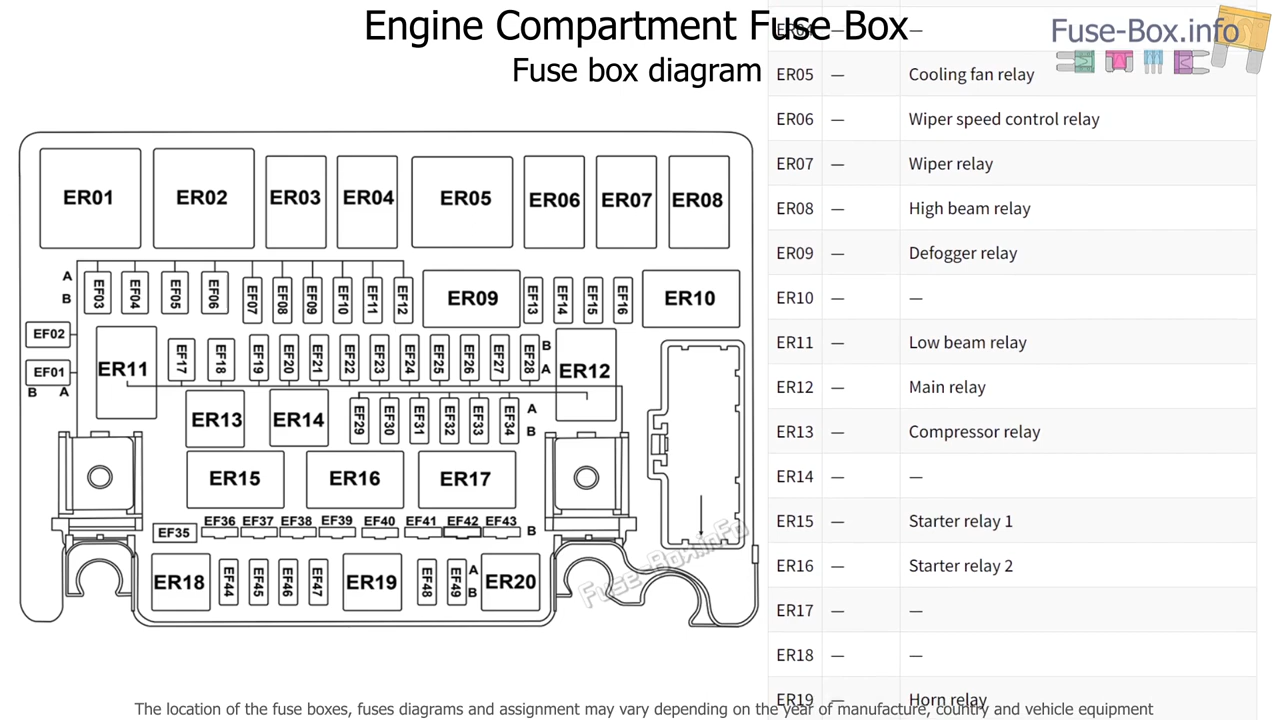 Engine Compartment Fuse Box
Fuse box diagram
Fuse-Box.info
ER01 ER02 ER03 ER04 ER05 ER06 ER07 ER08
A
B
EF03 EF04 EF05 EF06 EF07 EF08 EF09 EF10 EF11 EF12 ER09 EF13 EF14 EF15 EF16 ER10
EF02
EF01
B A
ER11 EF17 EF18 EF19 EF20 EF21 EF22 EF23 EF24 EF25 EF26 EF27 EF28 B A ER12
ER13 ER14 EF29 EF30 EF31 EF32 EF33 EF34 A B
ER15 ER16 ER17
EF35 EF36 EF37 EF38 EF39 EF40 EF41 EF42 EF43 B
ER18 EF44 EF45 EF46 EF47 ER19 EF48 EF49 A B ER20
Fuse-Box.inFo
ER04 — —
ER05 — Cooling fan relay
ER06 — Wiper speed control relay
ER07 — Wiper relay
ER08 — High beam relay
ER09 — Defogger relay
ER10 — —
ER11 — Low beam relay
ER12 — Main relay
ER13 — Compressor relay
ER14 — —
ER15 — Starter relay 1
ER16 — Starter relay 2
ER17 — —
ER18 — —
ER19 — Horn relay
The location of the fuse boxes, fuses diagrams and assignment may vary depending on the year of manufacture, country and vehicle equipment